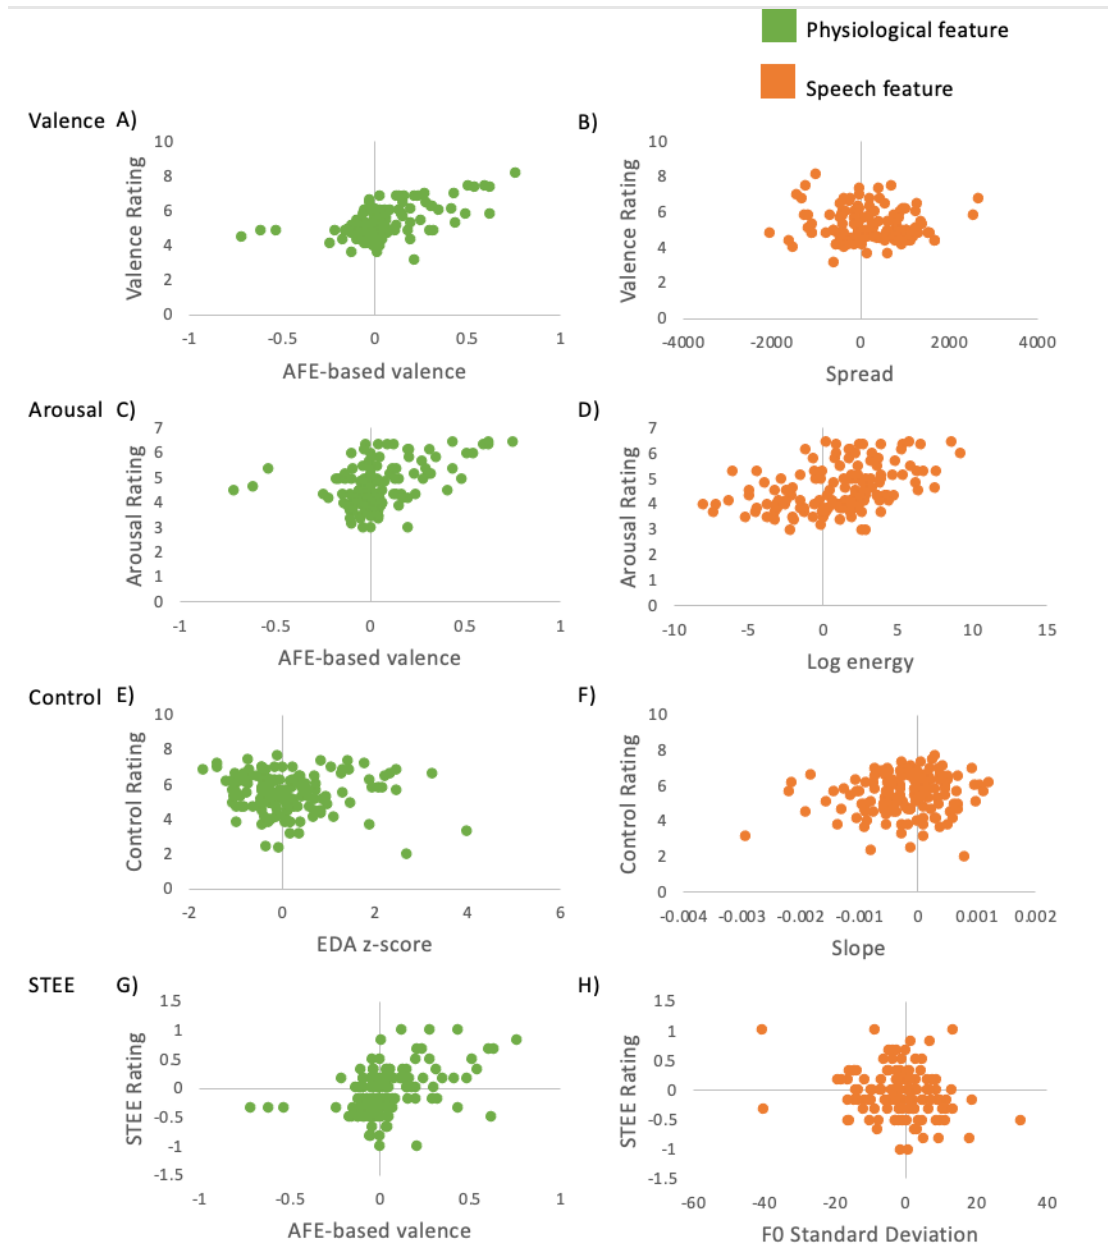 Physiological feature
Speech feature
Valence A)
B)
10
8
6
4
2
0
Valence Rating
-1 -0.5 0 0.5 1
AFE-based valence
10
8
6
4
2
0
Valence Rating
-4000 -2000 0 2000 4000
Spread
Arousal C)
D)
7
6
5
4
3
2
1
0
Arousal Rating
-1 -0.5 0 0.5 1
AFE-based valence
7
6
5
4
3
2
1
0
Arousal Rating
-10 -5 0 5 10 15
Log energy
Control E)
F)
10
8
6
4
2
0
Control Rating
-2 0 2 4 6
EDA z-score
10
8
6
4
2
0
Control Rating
-0.004 -0.003 -0.002 -0.001 0 0.001 0.002
Slope
STEE G)
H)
1.5
1
0.5
0
-0.5
-1
-1.5
STEE Rating
-1 -0.5 0 0.5 1
AFE-based valence
1.5
1
0.5
0
-0.5
-1
-1.5
STEE Rating
-60 -40 -20 0 20 40
F0 Standard Deviation